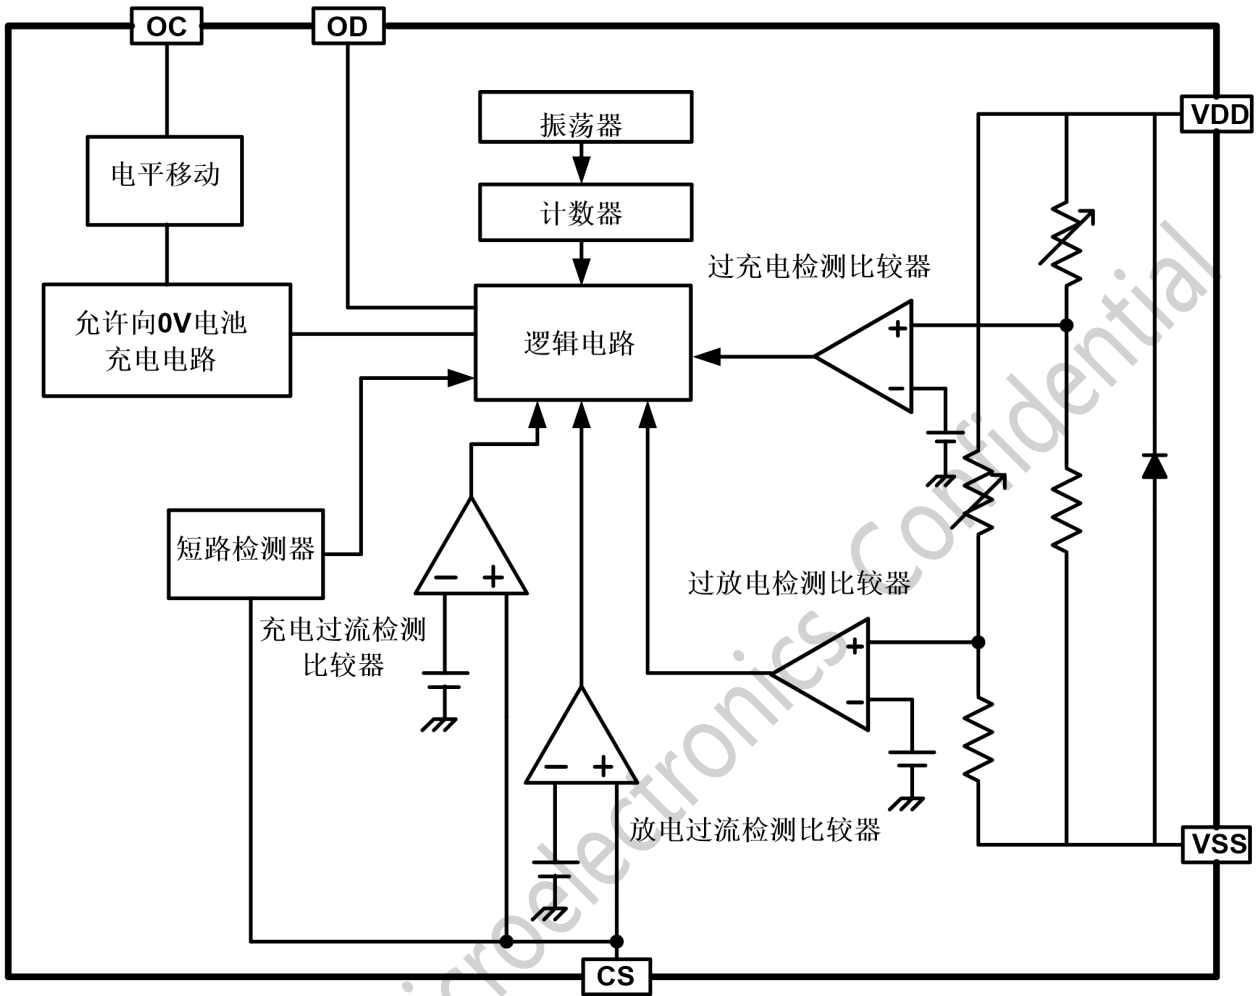 OC
OD
振荡器
VDD
电平移动
计数器
过充电检测比较器
允许向0V电池
充电电路
逻辑电路
+
−
短路检测器
− +
过放电检测比较器
充电过流检测
比较器
+
−
− +
放电过流检测比较器
VSS
CS
croelectronics Confidential